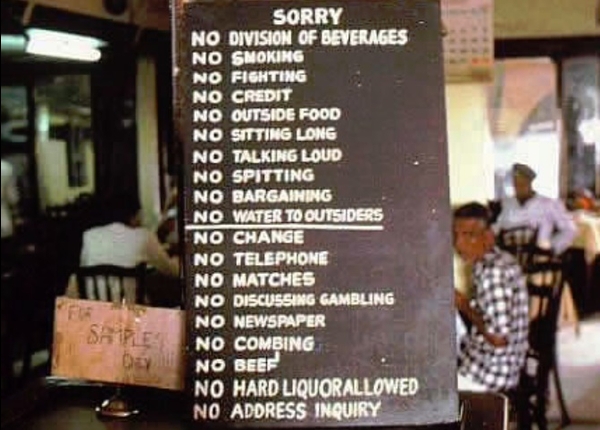 SORRY
NO DIVISION OF BEVERAGES
NO SMOKING
NO FIGHTING
NO CREDIT
NO OUTSIDE FOOD
NO SITTING LONG
NO TALKING LOUD
NO SPITTING
NO BARGAINING
NO WATER TO OUTSIDERS
NO CHANGE
NO TELEPHONE
NO MATCHES
NO DISCUSSING GAMBLING
NO NEWSPAPER
NO COMBING
NO BEEF
NO HARD LIQUOR ALLOWED
NO ADDRESS INQUIRY
FOR
SAMPLES